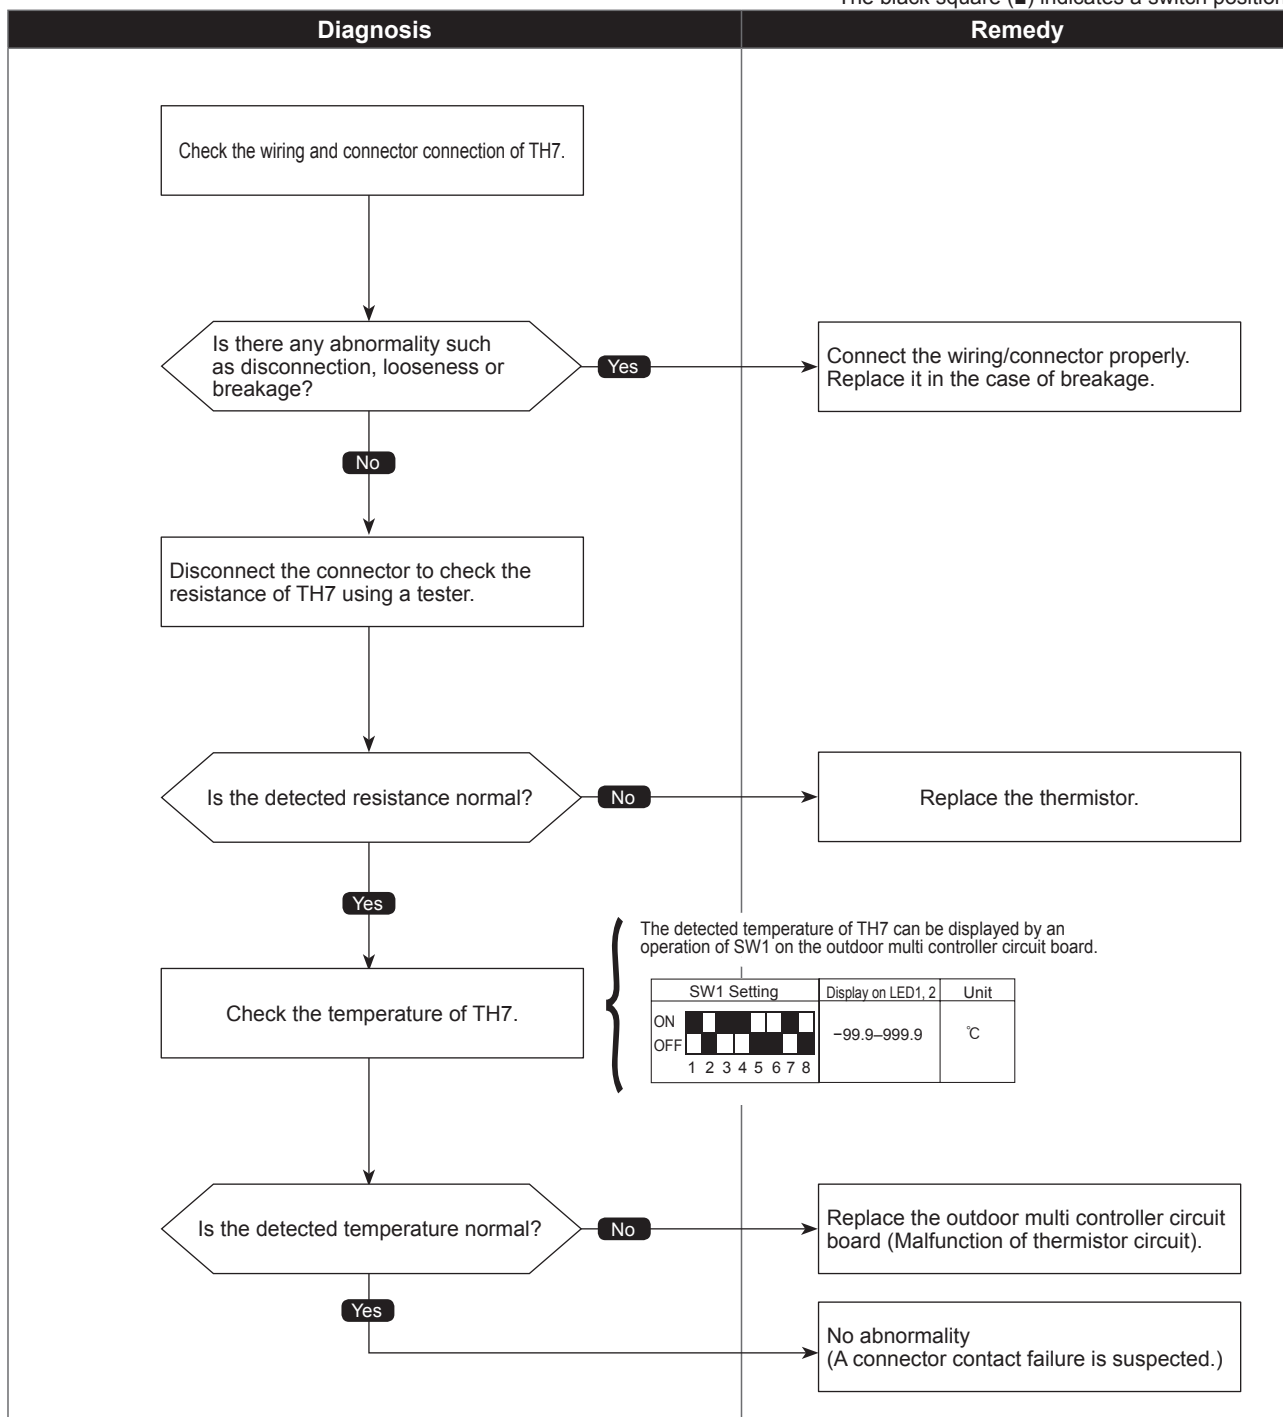 The black square (■) indicates a switch position
Diagnosis
Remedy
Check the wiring and connector connection of TH7.
Is there any abnormality such
as disconnection, looseness or
breakage?
Yes
Connect the wiring/connector properly.
Replace it in the case of breakage.
No
Disconnect the connector to check the
resistance of TH7 using a tester.
Is the detected resistance normal?
No
Replace the thermistor.
Yes
The detected temperature of TH7 can be displayed by an
operation of SW1 on the outdoor multi controller circuit board.
Check the temperature of TH7.
SW1 Setting
Display on LED1, 2
Unit
ON
OFF
1 2 3 4 5 6 7 8
−99.9–999.9
℃
Is the detected temperature normal?
No
Replace the outdoor multi controller circuit
board (Malfunction of thermistor circuit).
Yes
No abnormality
(A connector contact failure is suspected.)